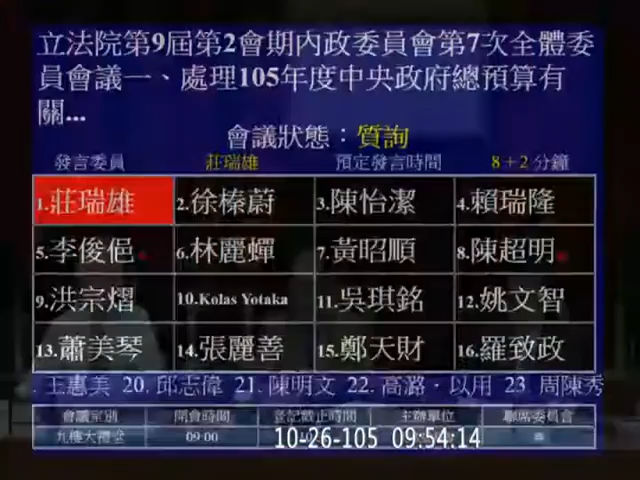 立法院第9屆第2會期內政委員會第7次全體委
員會議一、處理105年度中央政府總預算有
關...
會議狀態：質詢
發言委員 莊瑞雄 預定發言時間 8+2分鐘
1.莊瑞雄 2.徐榛蔚 3.陳怡潔 4.賴瑞隆
5.李俊俋 6.林麗蟬 7.黃昭順 8.陳超明
9.洪宗熠 10.Kolas Yotaka 11.吳琪銘 12.姚文智
13.蕭美琴 14.張麗善 15.鄭天財 16.羅致政
. 王惠美 20. 邱志偉 21. 陳明文 22. 高潞．以用 23 周陳秀
會議室別 開會時間 登記截止時間 主辦單位 聯席委員會
九樓大禮堂 09:00
10-26-105 09:54:14